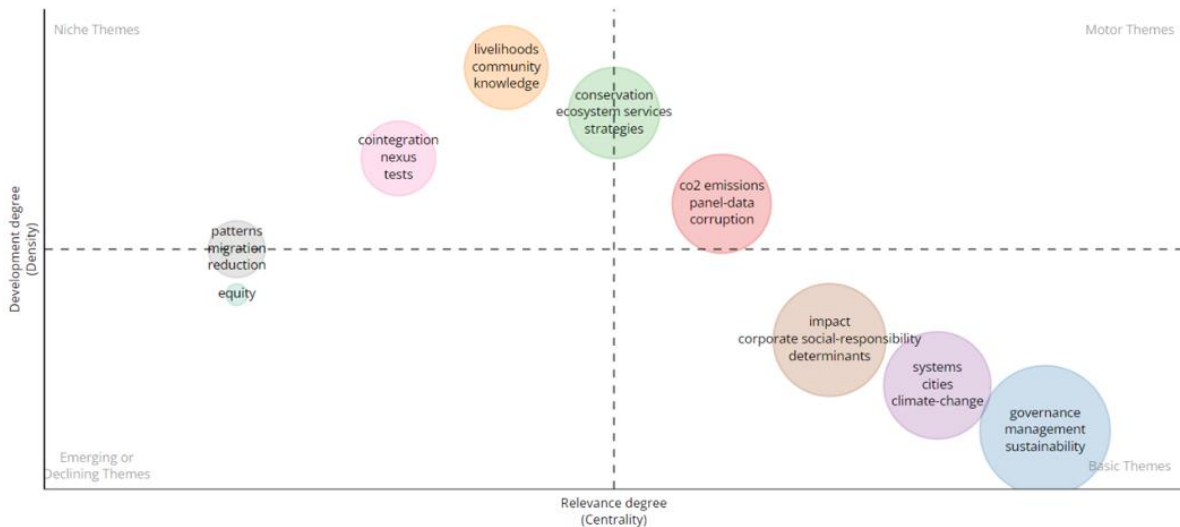 Niche Themes
Motor Themes
livelihoods
community
knowledge
conservation
ecosystem services
strategies
cointegration
nexus
tests
co2 emissions
panel-data
corruption
patterns
migration
reduction
equity
impact
corporate social-responsibility
determinants
systems
cities
climate-change
governance
management
sustainability
Emerging or
Declining Themes
Basic Themes
Development degree
(Density)
Relevance degree
(Centrality)